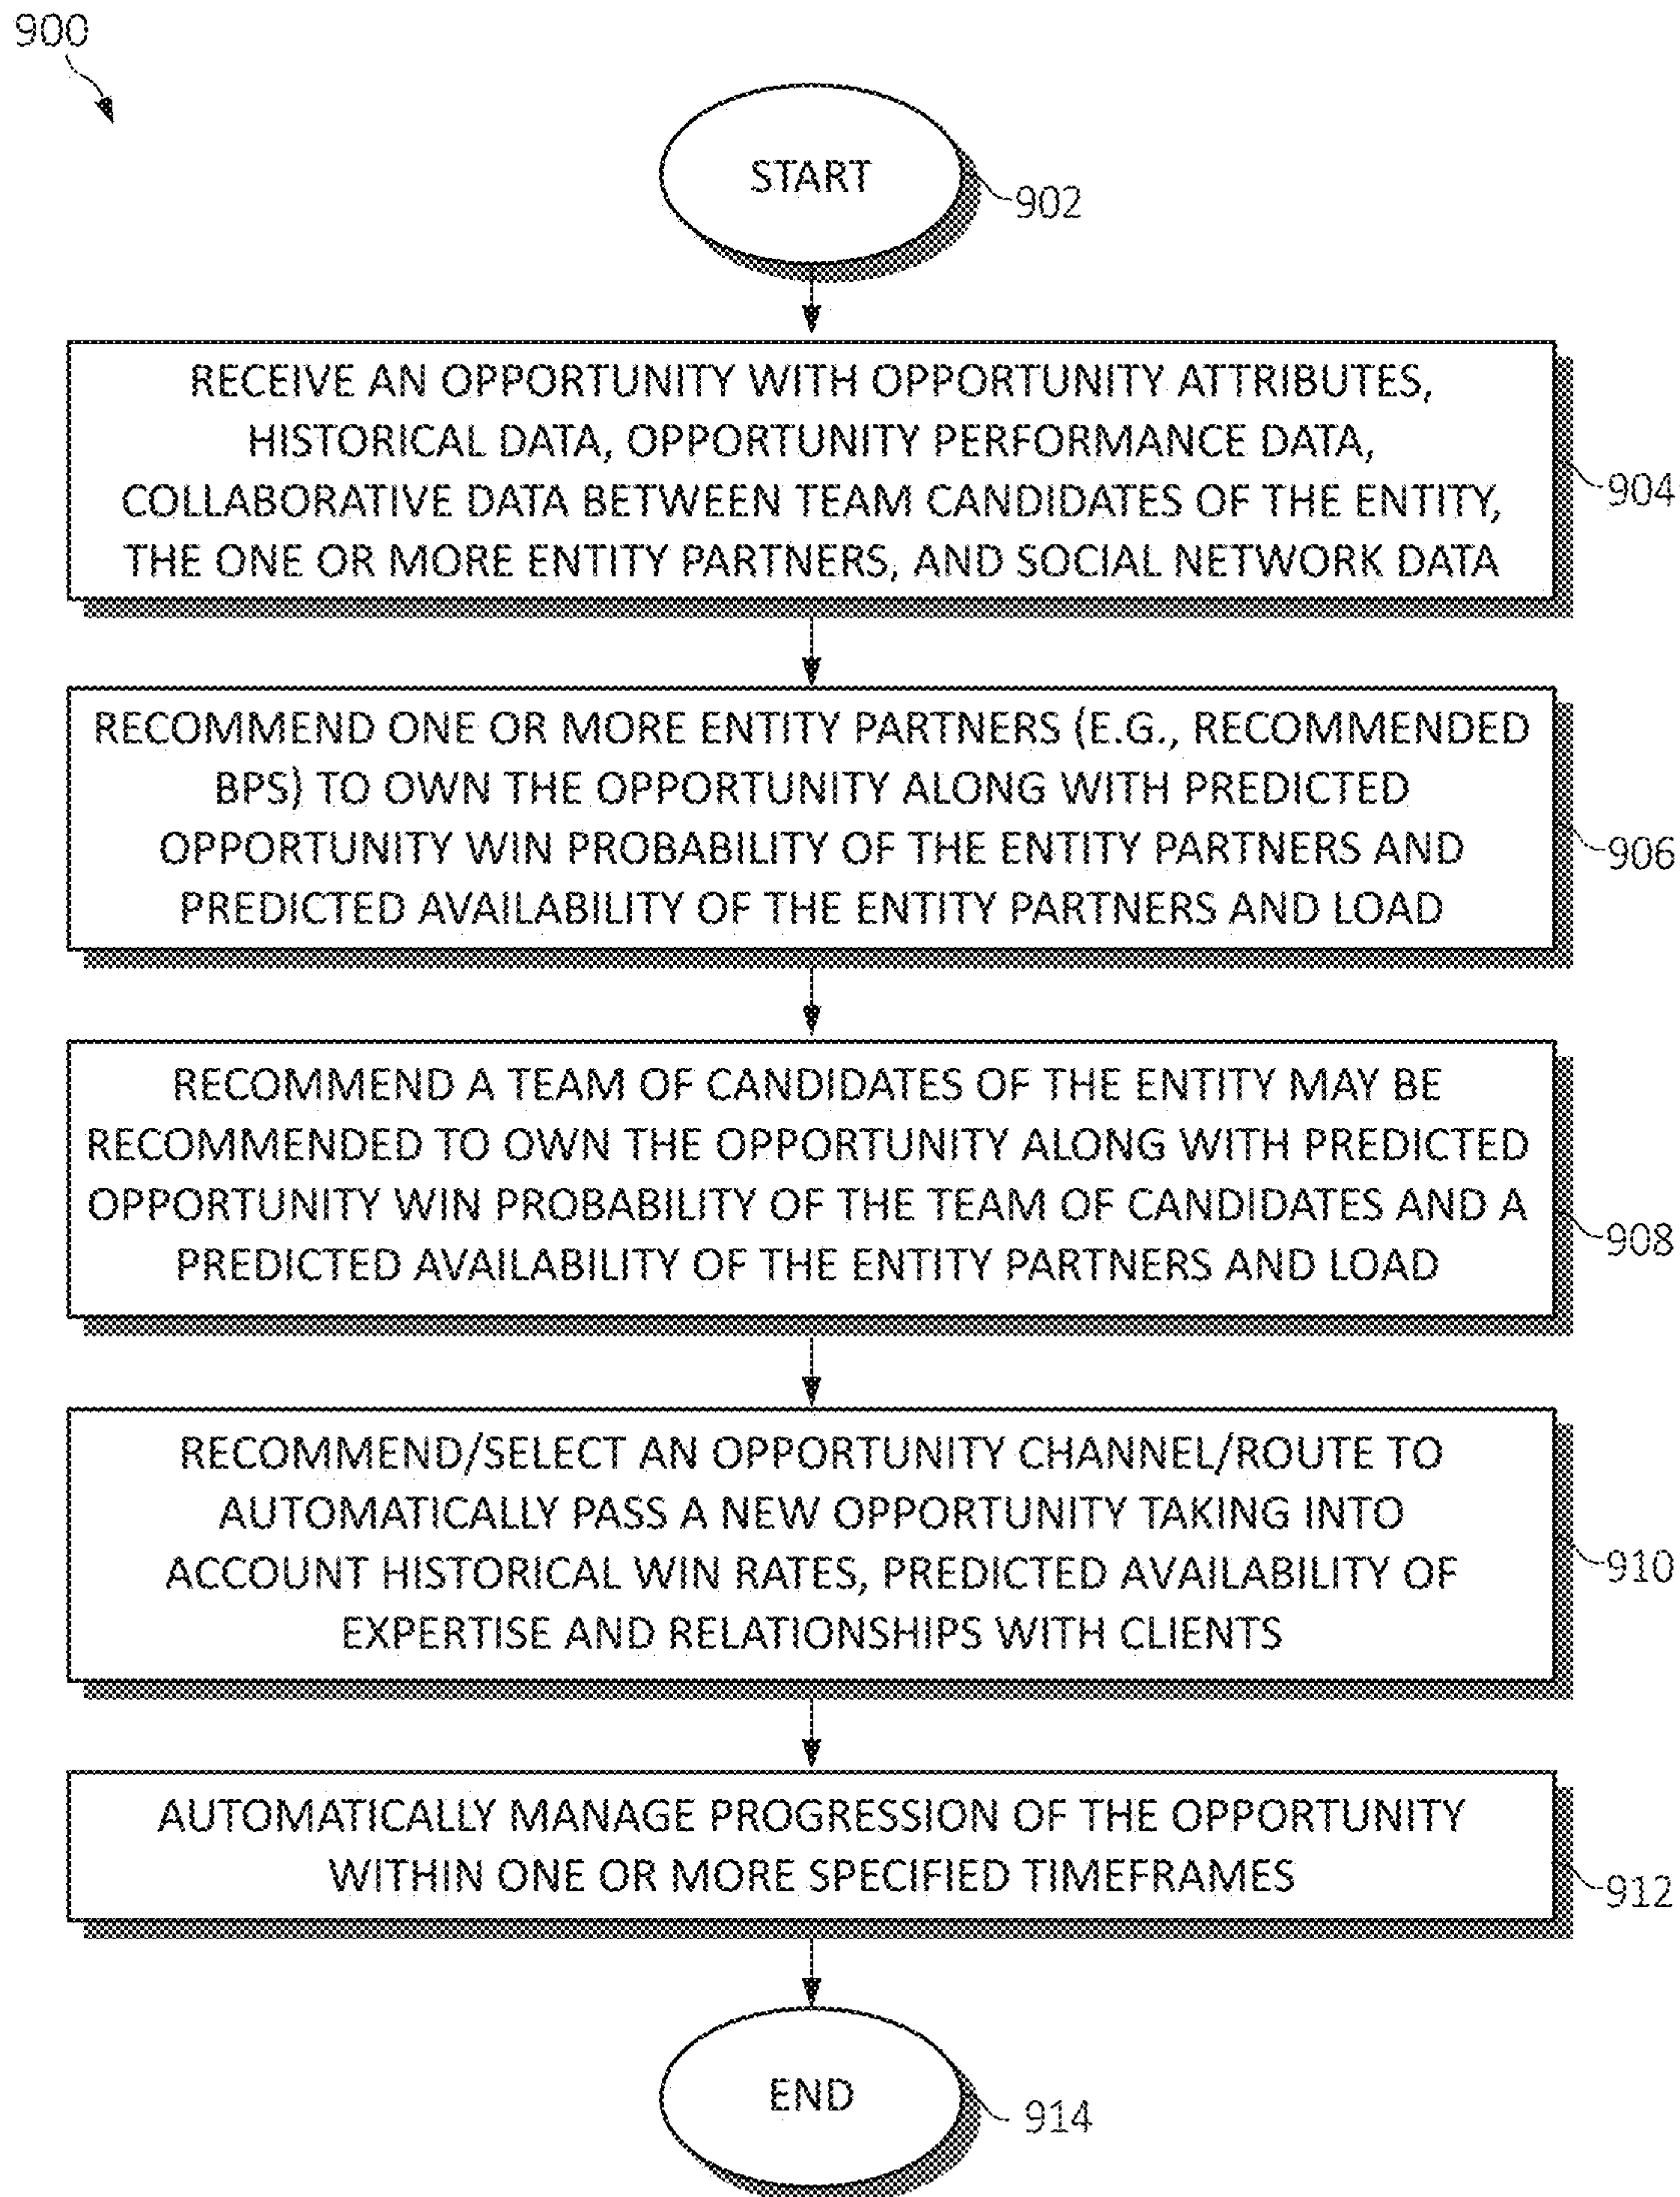 900
START
902
RECEIVE AN OPPORTUNITY WITH OPPORTUNITY ATTRIBUTES,
HISTORICAL DATA, OPPORTUNITY PERFORMANCE DATA,
COLLABORATIVE DATA BETWEEN TEAM CANDIDATES OF THE ENTITY,
THE ONE OR MORE ENTITY PARTNERS, AND SOCIAL NETWORK DATA
904
RECOMMEND ONE OR MORE ENTITY PARTNERS (E.G., RECOMMENDED
BPS) TO OWN THE OPPORTUNITY ALONG WITH PREDICTED
OPPORTUNITY WIN PROBABILITY OF THE ENTITY PARTNERS AND
PREDICTED AVAILABILITY OF THE ENTITY PARTNERS AND LOAD
906
RECOMMEND A TEAM OF CANDIDATES OF THE ENTITY MAY BE
RECOMMENDED TO OWN THE OPPORTUNITY ALONG WITH PREDICTED
OPPORTUNITY WIN PROBABILITY OF THE TEAM OF CANDIDATES AND A
PREDICTED AVAILABILITY OF THE ENTITY PARTNERS AND LOAD
908
RECOMMEND/SELECT AN OPPORTUNITY CHANNEL/ROUTE TO
AUTOMATICALLY PASS A NEW OPPORTUNITY TAKING INTO
ACCOUNT HISTORICAL WIN RATES, PREDICTED AVAILABILITY OF
EXPERTISE AND RELATIONSHIPS WITH CLIENTS
910
AUTOMATICALLY MANAGE PROGRESSION OF THE OPPORTUNITY
WITHIN ONE OR MORE SPECIFIED TIMEFRAMES
912
END
914